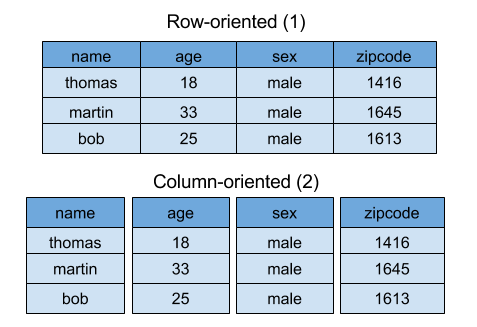 Row-oriented (1)
name age sex zipcode
thomas 18 male 1416
martin 33 male 1645
bob 25 male 1613
Column-oriented (2)
name age sex zipcode
thomas 18 male 1416
martin 33 male 1645
bob 25 male 1613